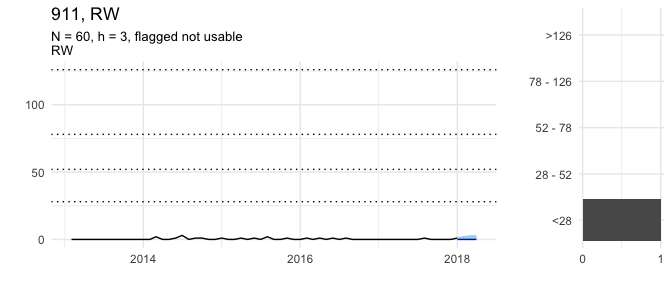 911, RW
N = 60, h = 3, flagged not usable
RW
100
50
0
2014
2016
2018
>126
78 - 126
52 - 78
28 - 52
<28
0
1